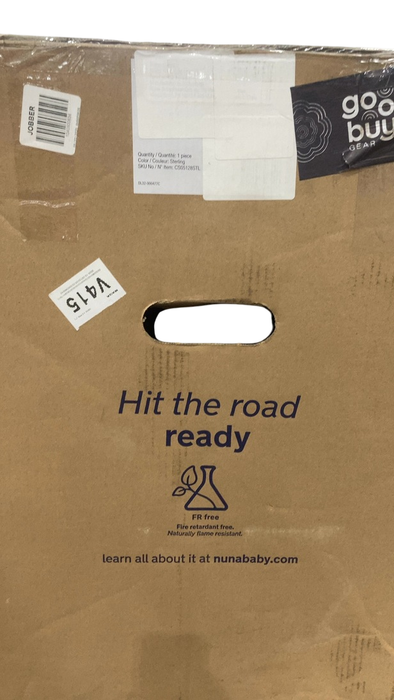 JOBBER
goo
buy
GEAR
Quantity / Quantité: 1 piece
Color / Couleur: Sterling
V415
Hit the road
ready
FR free
Fire retardant free.
Naturally flame resistant.
learn all about it at nunababy.com